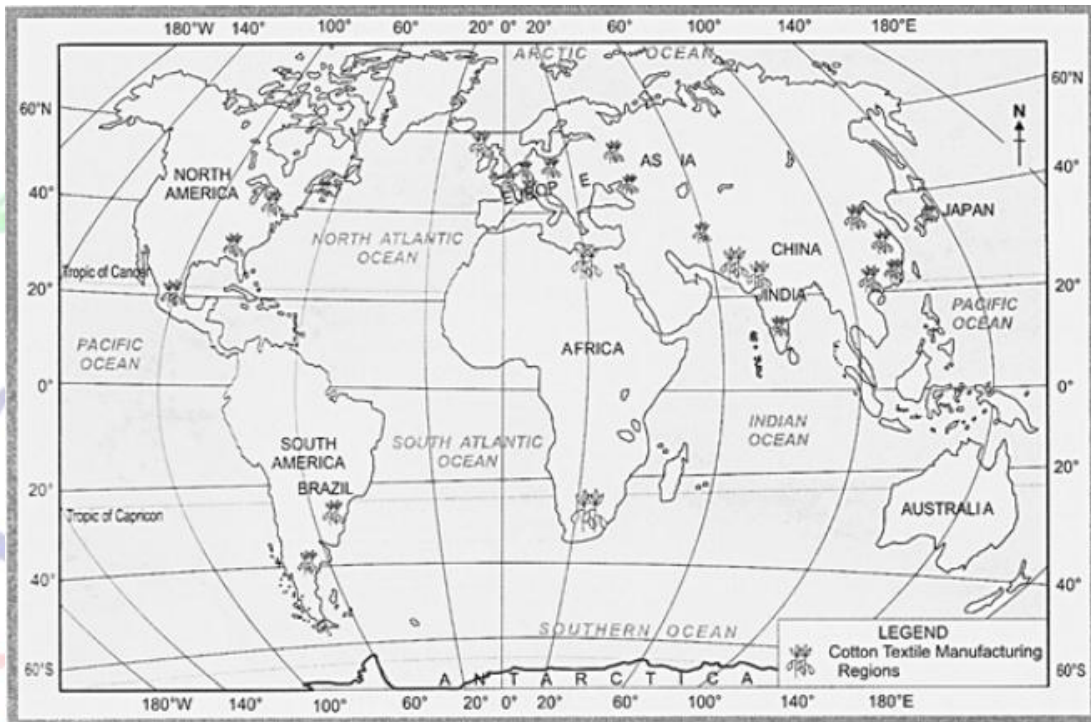 180°W 140° 100° 60° 20° 0° 20° 60° 100° 140° 180°E
ARCTIC OCEAN
60°N 60°N
N
ASIA
NORTH
AMERICA
EUROPE
40° 40°
JAPAN
NORTH ATLANTIC
OCEAN
CHINA
Tropic of Cancer
20° INDIA 20°
PACIFIC
OCEAN
PACIFIC
OCEAN
AFRICA
0° 0°
INDIAN
OCEAN
SOUTH
AMERICA
SOUTH ATLANTIC
OCEAN
BRAZIL
20° 20°
Tropic of Capricon
AUSTRALIA
40° 40°
SOUTHERN OCEAN
LEGEND
Cotton Textile Manufacturing
Regions
60°S 60°S
ANTARCTICA
180°W 140° 100° 60° 20° 0° 20° 60° 100° 140° 180°E